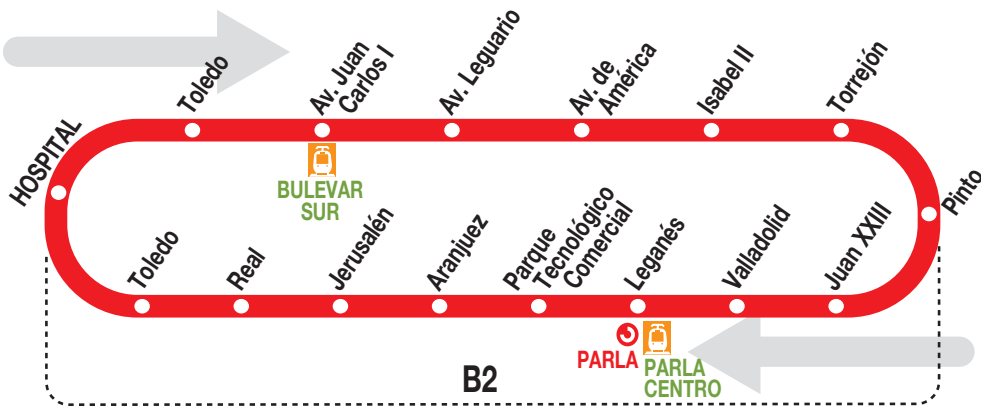 HOSPITAL
Toledo
Av. Juan
Carlos I
Av. Leguario
Av. de
América
Isabel II
Torrejón
Pinto
BULEVAR
SUR
Toledo
Real
Jerusalén
Aranjuez
Parque
Tecnológico
Comercial
Leganés
Valladolid
Juan XXIII
PARLA
PARLA
CENTRO
B2